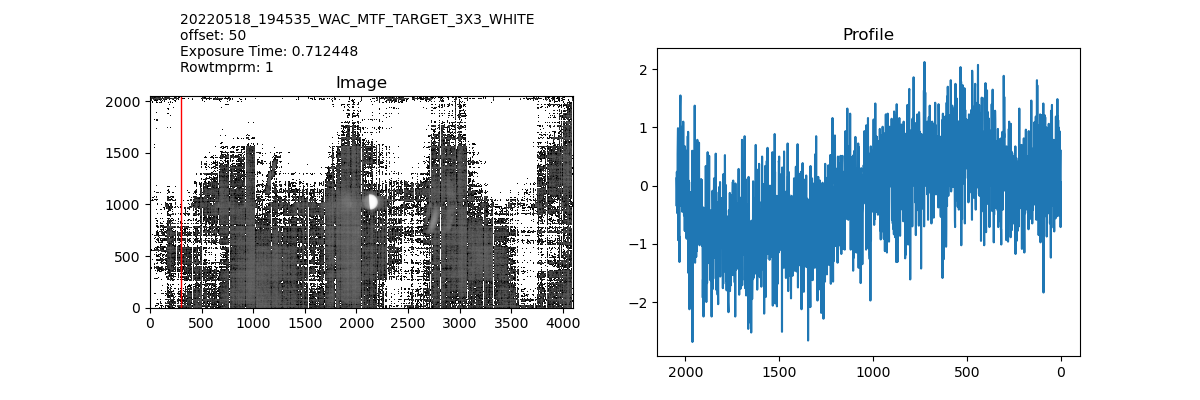 20220518_194535_WAC_MTF_TARGET_3X3_WHITE
offset: 50
Exposure Time: 0.712448
Rowtmprm: 1
Image
2000
1500
1000
500
0
0 500 1000 1500 2000 2500 3000 3500 4000
Profile
2
1
0
−1
−2
2000 1500 1000 500 0